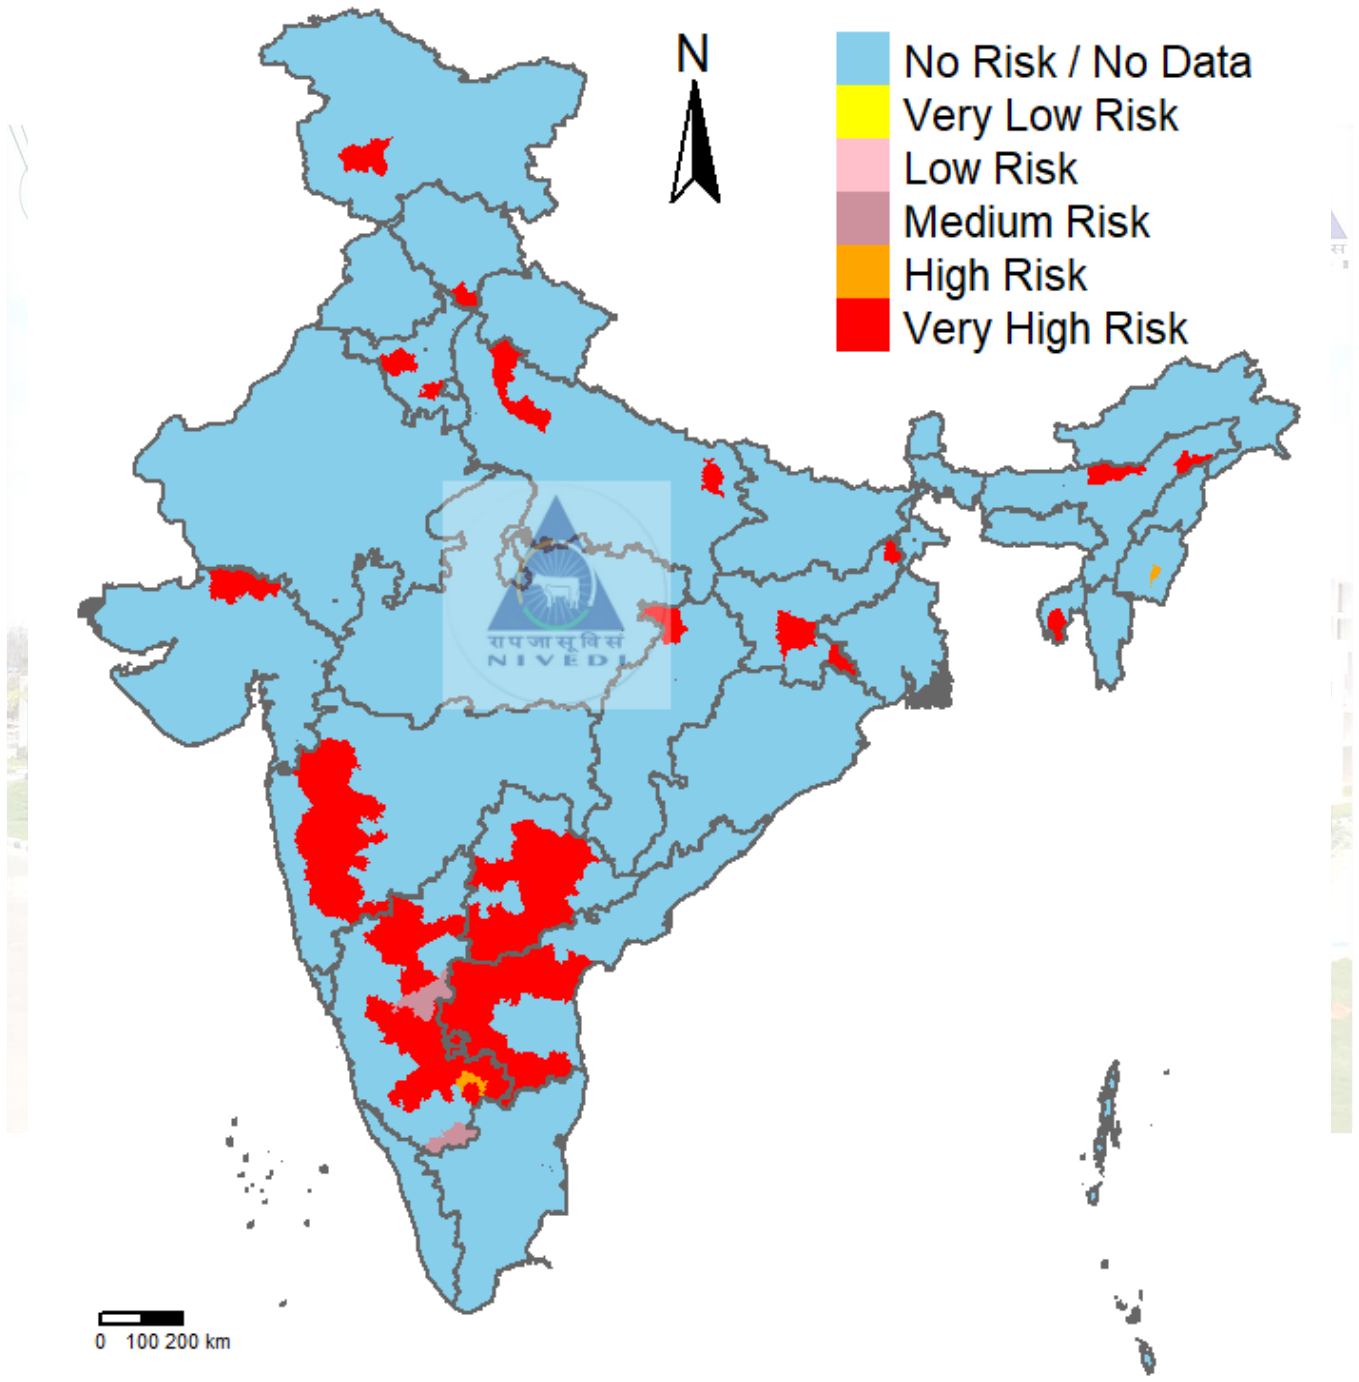 N
No Risk / No Data
Very Low Risk
Low Risk
Medium Risk
High Risk
Very High Risk
राप जा सू वि सं
NIVEDI
0 100 200 km